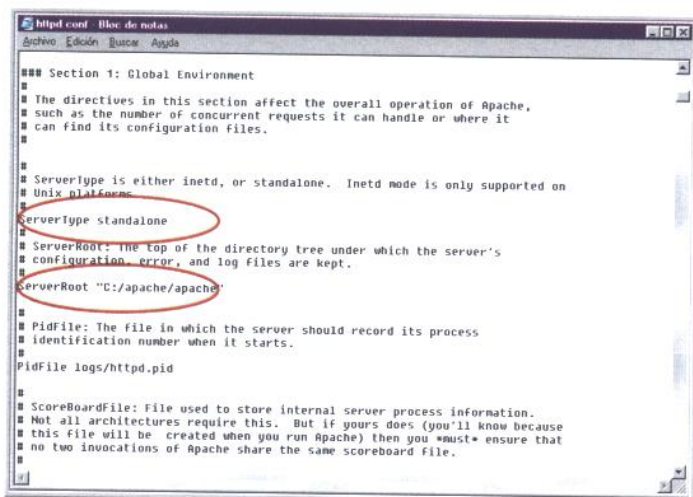 httpd.conf - Bloc de notas
Archivo Edición Buscar Ayuda
### Section 1: Global Environment
#
# The directives in this section affect the overall operation of Apache,
# such as the number of concurrent requests it can handle or where it
# can find its configuration files.
#
#
# ServerType is either inetd, or standalone. Inetd mode is only supported on
# Unix platforms.
#
ServerType standalone
#
# ServerRoot: The top of the directory tree under which the server's
# configuration, error, and log files are kept.
#
ServerRoot "C:/apache/apache"
#
# PidFile: The file in which the server should record its process
# identification number when it starts.
#
PidFile logs/httpd.pid
#
# ScoreBoardFile: File used to store internal server process information.
# Not all architectures require this. But if yours does (you'll know because
# this file will be created when you run Apache) then you *must* ensure that
# no two invocations of Apache share the same scoreboard file.
#